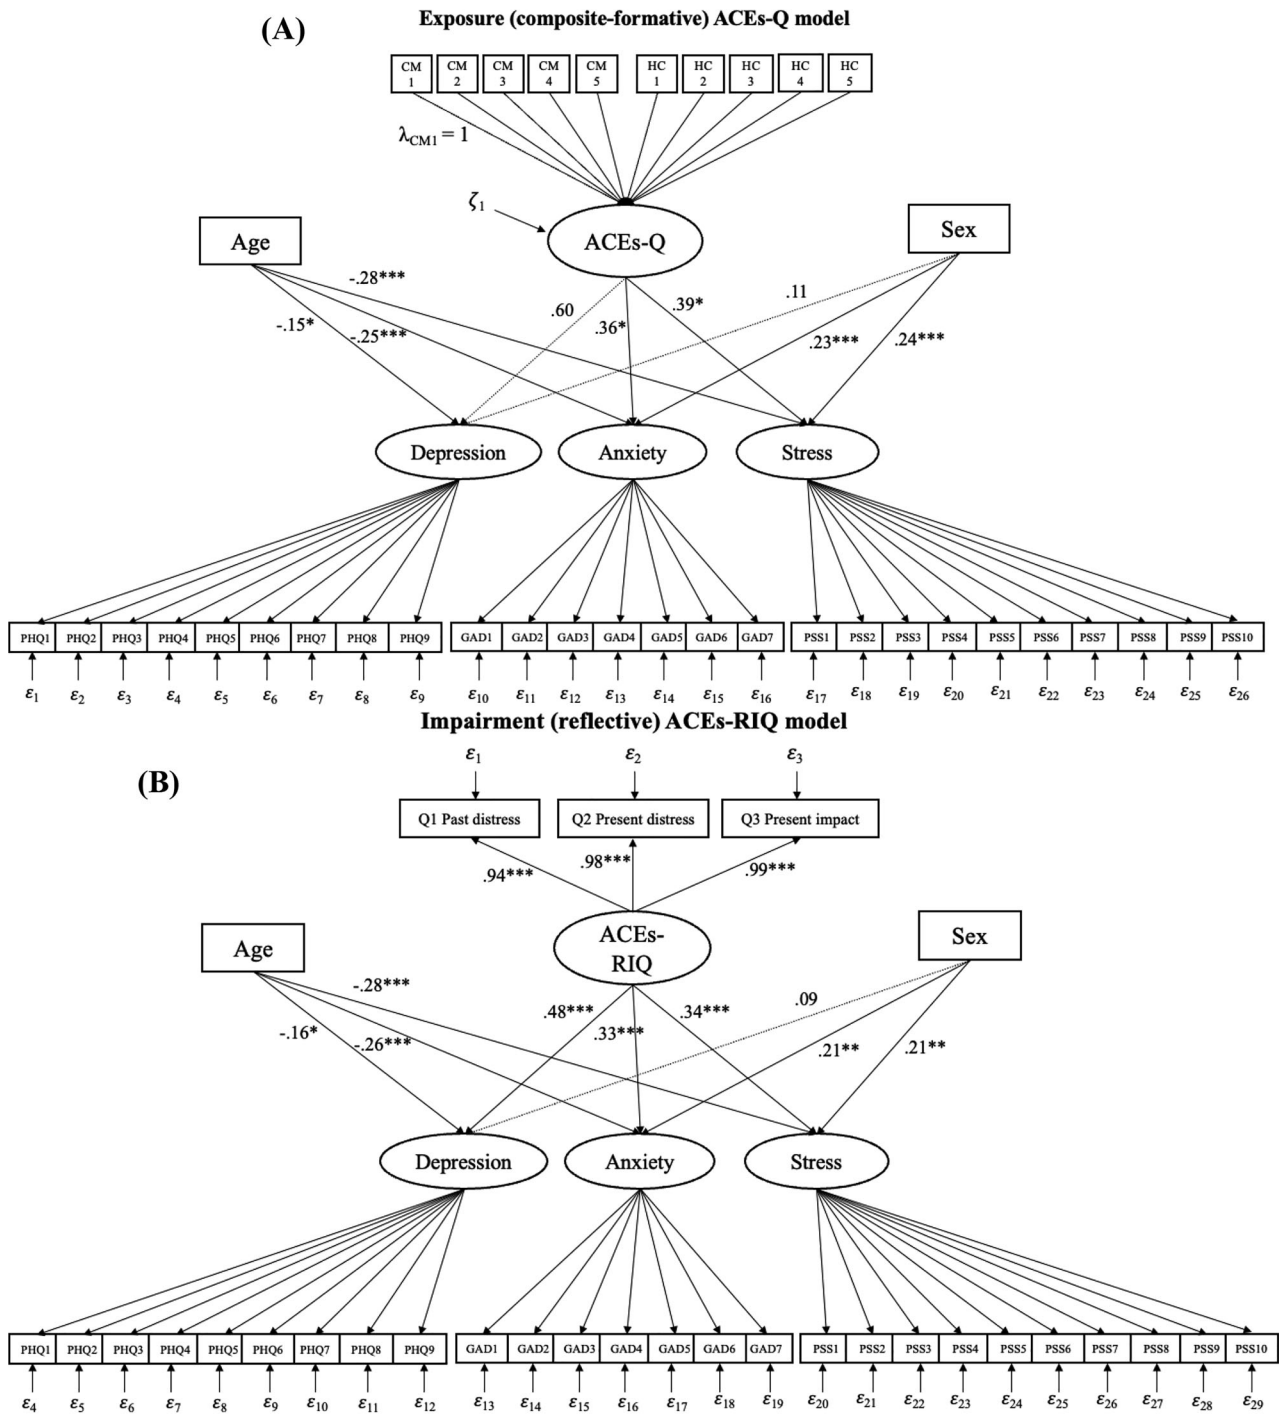 Exposure (composite-formative) ACEs-Q model
(A)
CM 1
CM 2
CM 3
CM 4
CM 5
HC 1
HC 2
HC 3
HC 4
HC 5
λCM1 = 1
ζ1
Age
ACEs-Q
Sex
-.28***
.60
.39*
.11
-.15*
-.25***
.36*
.23***
.24***
Depression
Anxiety
Stress
PHQ1 PHQ2 PHQ3 PHQ4 PHQ5 PHQ6 PHQ7 PHQ8 PHQ9 GAD1 GAD2 GAD3 GAD4 GAD5 GAD6 GAD7 PSS1 PSS2 PSS3 PSS4 PSS5 PSS6 PSS7 PSS8 PSS9 PSS10
ε1 ε2 ε3 ε4 ε5 ε6 ε7 ε8 ε9 ε10 ε11 ε12 ε13 ε14 ε15 ε16 ε17 ε18 ε19 ε20 ε21 ε22 ε23 ε24 ε25 ε26
Impairment (reflective) ACEs-RIQ model
(B)
ε1 ε2 ε3
Q1 Past distress
Q2 Present distress
Q3 Present impact
.94***
.98***
.99***
Age
ACEs-
RIQ
Sex
-.28***
.48***
.34***
.09
-.16*
-.26***
.33***
.21**
.21**
Depression
Anxiety
Stress
PHQ1 PHQ2 PHQ3 PHQ4 PHQ5 PHQ6 PHQ7 PHQ8 PHQ9 GAD1 GAD2 GAD3 GAD4 GAD5 GAD6 GAD7 PSS1 PSS2 PSS3 PSS4 PSS5 PSS6 PSS7 PSS8 PSS9 PSS10
ε4 ε5 ε6 ε7 ε8 ε9 ε10 ε11 ε12 ε13 ε14 ε15 ε16 ε17 ε18 ε19 ε20 ε21 ε22 ε23 ε24 ε25 ε26 ε27 ε28 ε29